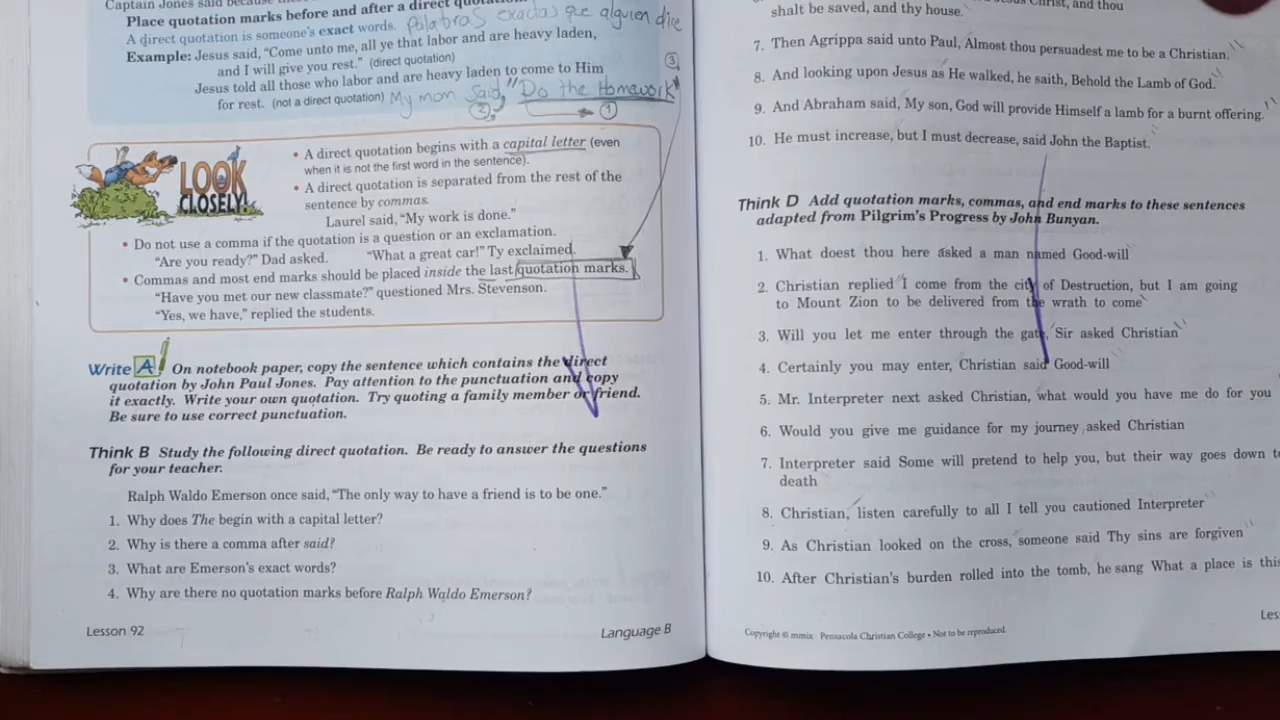 Captain Jones said because these
Place quotation marks before and after a direct quotation.
A direct quotation is someone's exact words. Palabras exactas que alguien dice
Example: Jesus said, “Come unto me, all ye that labor and are heavy laden,
and I will give you rest.” (direct quotation)
Jesus told all those who labor and are heavy laden to come to Him
for rest. (not a direct quotation) My mom said, "Do the Homework"
3
2
1
LOOK
CLOSELY!
• A direct quotation begins with a capital letter (even
when it is not the first word in the sentence).
• A direct quotation is separated from the rest of the
sentence by commas.
Laurel said, “My work is done.”
• Do not use a comma if the quotation is a question or an exclamation.
“Are you ready?” Dad asked. “What a great car!” Ty exclaimed.
• Commas and most end marks should be placed inside the last quotation marks.
“Have you met our new classmate?” questioned Mrs. Stevenson.
“Yes, we have,” replied the students.
Write A On notebook paper, copy the sentence which contains the direct
quotation by John Paul Jones. Pay attention to the punctuation and copy
it exactly. Write your own quotation. Try quoting a family member or friend.
Be sure to use correct punctuation.
Think B Study the following direct quotation. Be ready to answer the questions
for your teacher.
Ralph Waldo Emerson once said, “The only way to have a friend is to be one.”
1. Why does The begin with a capital letter?
2. Why is there a comma after said?
3. What are Emerson's exact words?
4. Why are there no quotation marks before Ralph Waldo Emerson?
Lesson 92
Language B
Christ, and thou
shalt be saved, and thy house.
7. Then Agrippa said unto Paul, Almost thou persuadest me to be a Christian."
8. And looking upon Jesus as He walked, he saith, Behold the Lamb of God."
9. And Abraham said, My son, God will provide Himself a lamb for a burnt offering."
10. He must increase, but I must decrease, said John the Baptist."
Think D Add quotation marks, commas, and end marks to these sentences
adapted from Pilgrim's Progress by John Bunyan.
1. What doest thou here asked a man named Good-will"
2. Christian replied "I come from the city of Destruction, but I am going
to Mount Zion to be delivered from the wrath to come"
3. Will you let me enter through the gate, Sir asked Christian"
4. Certainly you may enter, Christian said Good-will"
5. Mr. Interpreter next asked Christian, what would you have me do for you
6. Would you give me guidance for my journey, asked Christian
7. Interpreter said Some will pretend to help you, but their way goes down to
death
8. Christian, listen carefully to all I tell you cautioned Interpreter"
9. As Christian looked on the cross, someone said Thy sins are forgiven"
10. After Christian's burden rolled into the tomb, he sang What a place is this
Copyright © mmix Pensacola Christian College • Not to be reproduced.
Les